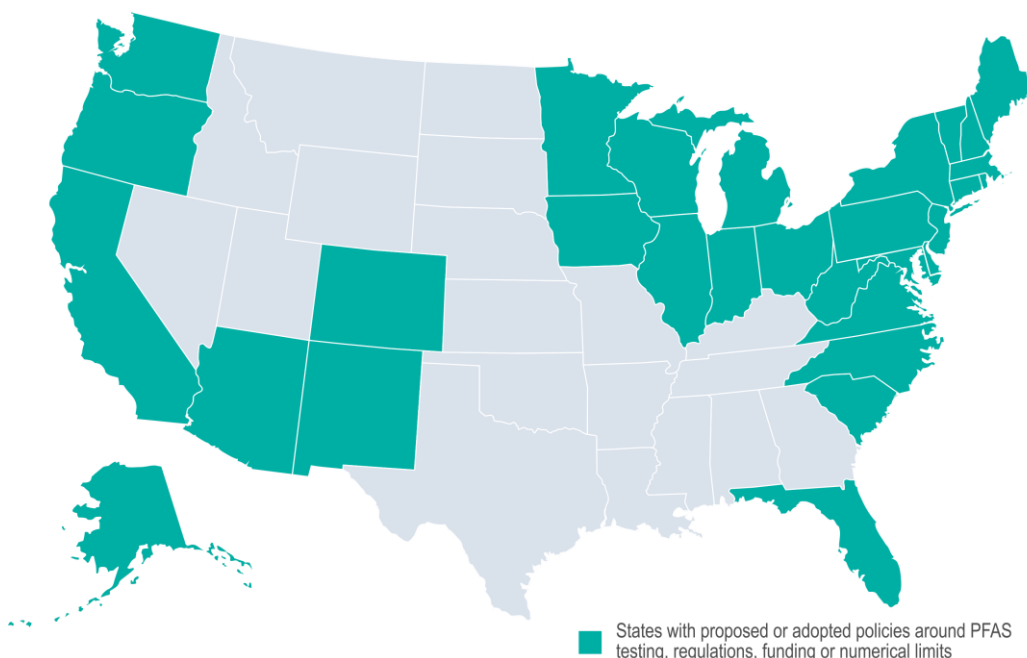 States with proposed or adopted policies around PFAS
testing, regulations, funding or numerical limits